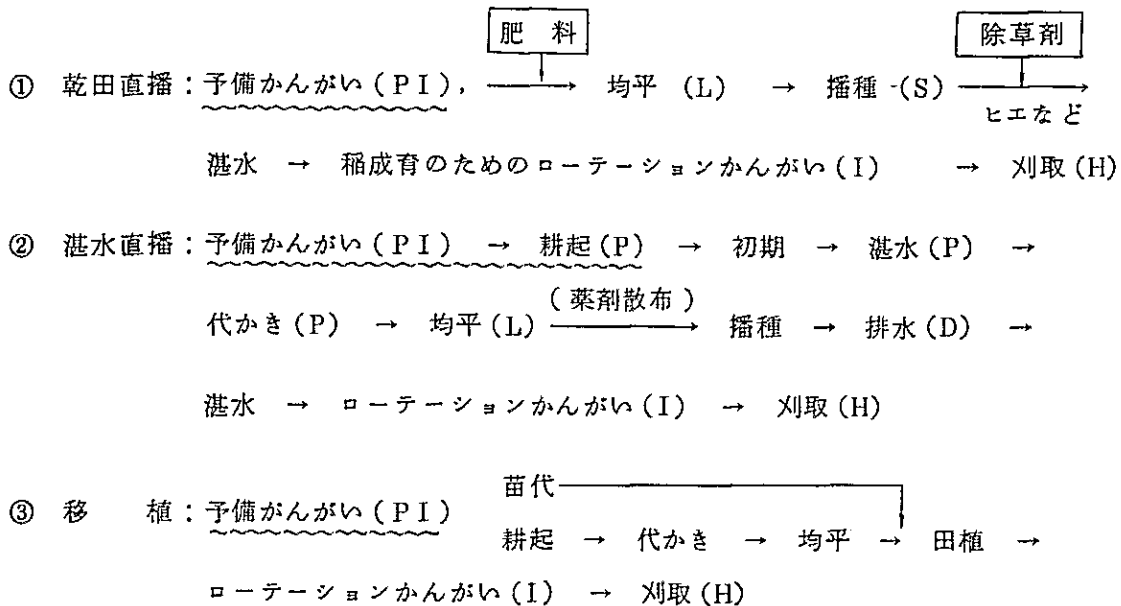 肥料 除草剤
① 乾田直播：予備かんがい(PI)， → 均平 (L) → 播種 -(S) →
ヒエなど
湛水 → 稲成育のためのローテーションかんがい(I) → 刈取(H)
② 湛水直播：予備かんがい(PI) → 耕起(P) → 初期 → 湛水(P) →
(薬剤散布)
代かき(P) → 均平(L) → 播種 → 排水(D) →
湛水 → ローテーションかんがい(I) → 刈取(H)
苗代
③ 移植：予備がんがい(PI) 耕起 → 代かき → 均平 → 田植 →
ローテーションかんがい(I) → 刈取(H)